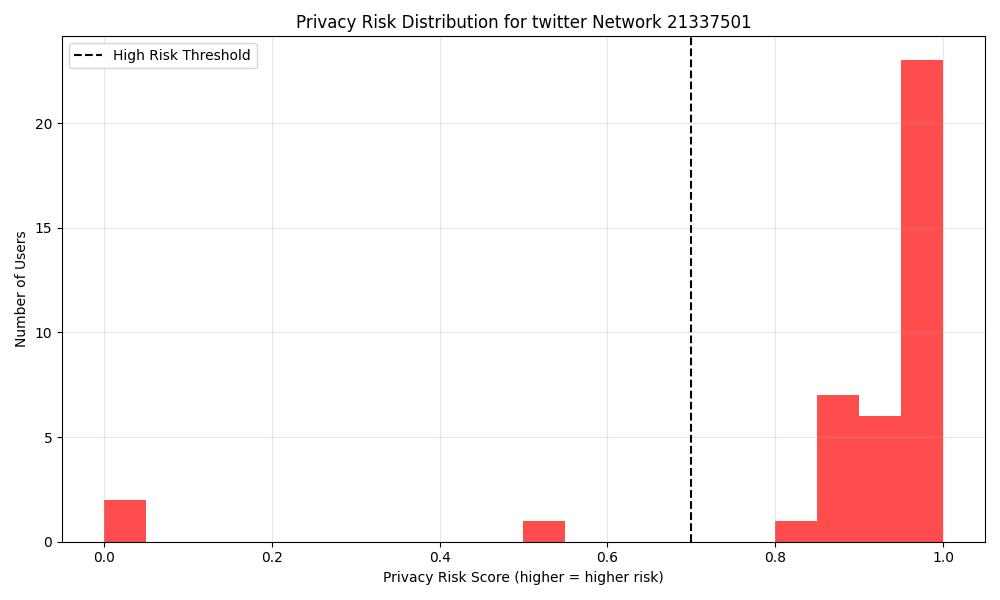 Privacy Risk Distribution for twitter Network 21337501
High Risk Threshold
Number of Users
20
15
10
5
0
0.0 0.2 0.4 0.6 0.8 1.0
Privacy Risk Score (higher = higher risk)